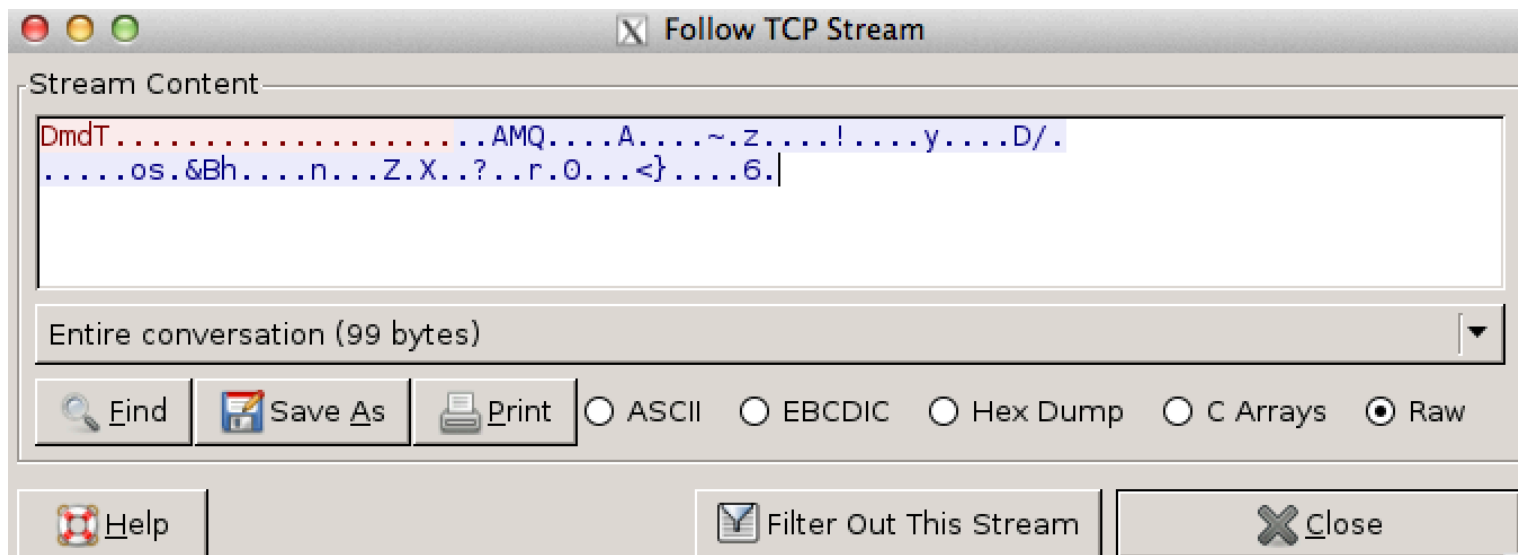 Follow TCP Stream
Stream Content
DmdT.....................AMQ....A....~.z....!....y....D/.
.....os.&Bh....n...Z.X..?..r.0...<}....6.
Entire conversation (99 bytes)
Find Save As Print ASCII EBCDIC Hex Dump C Arrays Raw
Help Filter Out This Stream Close